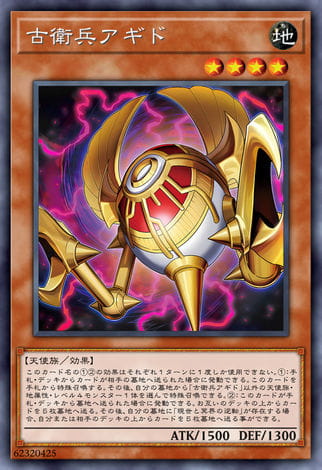 古衛兵アギド
地
【天使族／効果】
このカード名の①②の効果はそれぞれ１ターンに１度しか使用できない。①：手
札・デッキからカードが相手の墓地へ送られた場合に発動できる。このカードを
手札から特殊召喚する。その後、自分の墓地から「古衛兵アギド」以外の天使族・
地属性・レベル４モンスター１体を選んで特殊召喚できる。②：このカードが手
札・デッキから墓地へ送られた場合に発動できる。お互いのデッキの上からカー
ドを５枚墓地へ送る。その後、自分の墓地に「現世と冥界の逆転」が存在する場
合、自分または相手のデッキの上からカードを５枚墓地へ送る事ができる。
ATK/1500 DEF/1300
62320425